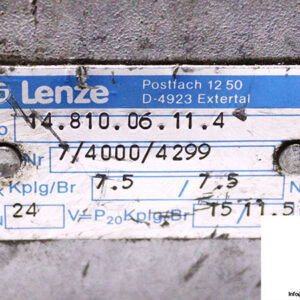 Lenze
Postfach 12 50
D-4923 Extertal
14.810.06.11.4
Nr 7/4000/4299
Kplg/Br 7.5 / 7.5 N
24 V=P20Kplg/Br 15/11.5